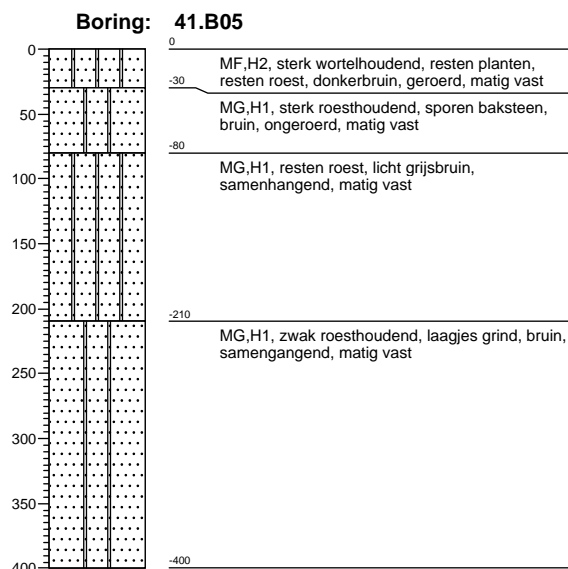 Boring: 41.B05
0
0
MF,H2, sterk wortelhoudend, resten planten,
resten roest, donkerbruin, geroerd, matig vast
-30
MG,H1, sterk roesthoudend, sporen baksteen,
bruin, ongeroerd, matig vast
50
-80
MG,H1, resten roest, licht grijsbruin,
samenhangend, matig vast
100
150
200
-210
MG,H1, zwak roesthoudend, laagjes grind, bruin,
samengangend, matig vast
250
300
350
400
-400